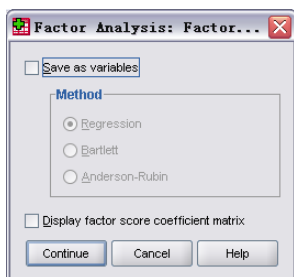 Factor Analysis: Factor...
Save as variables
Method
Regression
Bartlett
Anderson-Rubin
Display factor score coefficient matrix
Continue Cancel Help